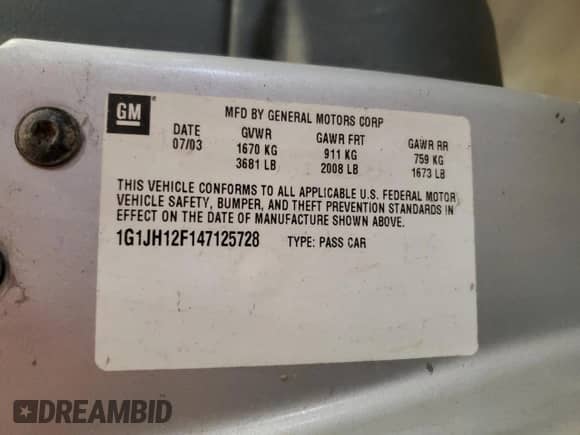 GM
MFD BY GENERAL MOTORS CORP
DATE GVWR GAWR FRT GAWR RR
07/03 1670 KG 911 KG 759 KG
3681 LB 2008 LB 1673 LB
THIS VEHICLE CONFORMS TO ALL APPLICABLE U.S. FEDERAL MOTOR
VEHICLE SAFETY, BUMPER, AND THEFT PREVENTION STANDARDS IN
EFFECT ON THE DATE OF MANUFACTURE SHOWN ABOVE.
1G1JH12F147125728 TYPE: PASS CAR
DREAMBID